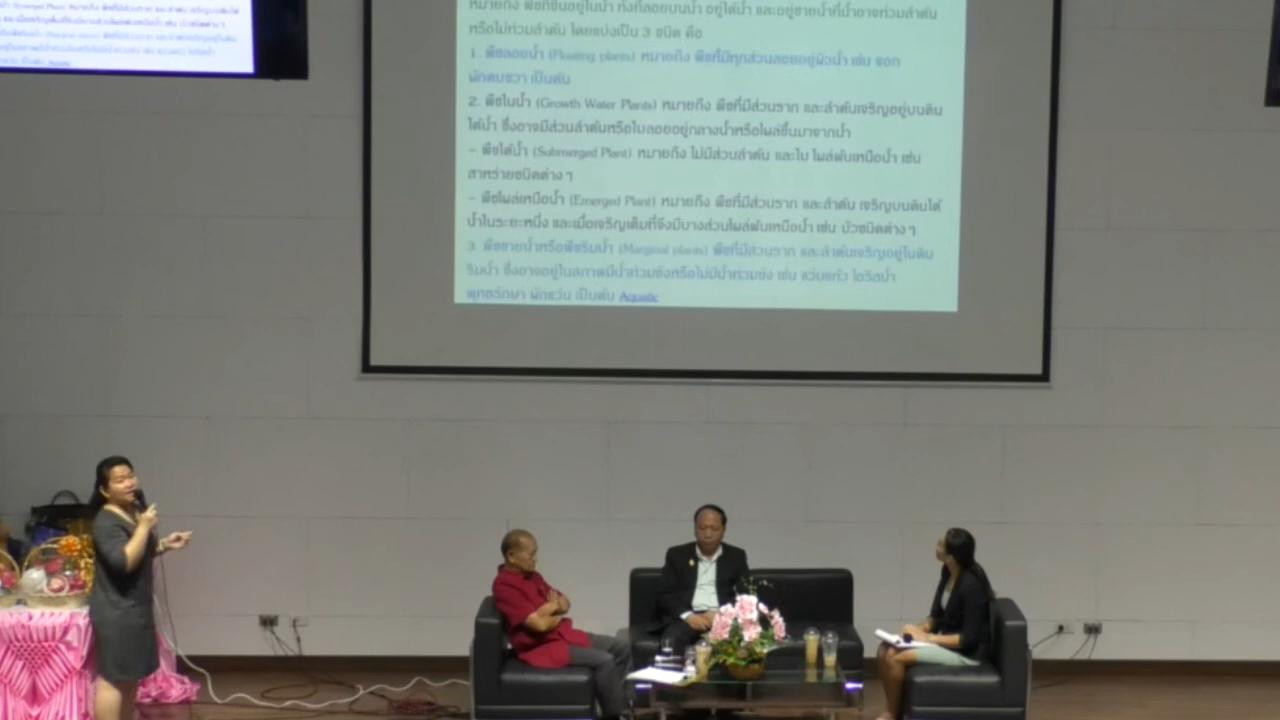 หมายถึง พืชที่ขึ้นอยู่ในน้ำ ทั้งที่ลอยบนน้ำ อยู่ใต้น้ำ และอยู่ชายน้ำที่น้ำอาจท่วมลำต้น
หรือไม่ท่วมลำต้น โดยแบ่งเป็น 3 ชนิด คือ
1. พืชลอยน้ำ (Floating plants) หมายถึง พืชที่มีทุกส่วนลอยอยู่ผิวน้ำ เช่น จอก
ผักตบชวา เป็นต้น
2. พืชในน้ำ (Growth Water Plants) หมายถึง พืชที่มีส่วนราก และลำต้นเจริญอยู่บนดิน
ใต้น้ำ ซึ่งอาจมีส่วนลำต้นหรือใบลอยอยู่กลางน้ำหรือโผล่ขึ้นมาจากน้ำ
– พืชใต้น้ำ (Submerged Plant) หมายถึง ไม่มีส่วนลำต้น และใบ โผล่พ้นเหนือน้ำ เช่น
สาหร่ายชนิดต่าง ๆ
– พืชโผล่เหนือน้ำ (Emerged Plant) หมายถึง พืชที่มีส่วนราก และลำต้น เจริญบนดินใต้
น้ำในระยะหนึ่ง และเมื่อเจริญเต็มที่จึงมีบางส่วนโผล่พ้นเหนือน้ำ เช่น บัวชนิดต่าง ๆ
3. พืชชายน้ำหรือพืชริมน้ำ (Marginal plants) พืชที่มีส่วนราก และลำต้นเจริญอยู่ในดิน
ริมน้ำ ซึ่งอาจอยู่ในสภาพมีน้ำท่วมขังหรือไม่มีน้ำท่วมขัง เช่น แว่นแก้ว ไอริสน้ำ
พุทธรักษา ผักแว่น เป็นต้น Aquatic